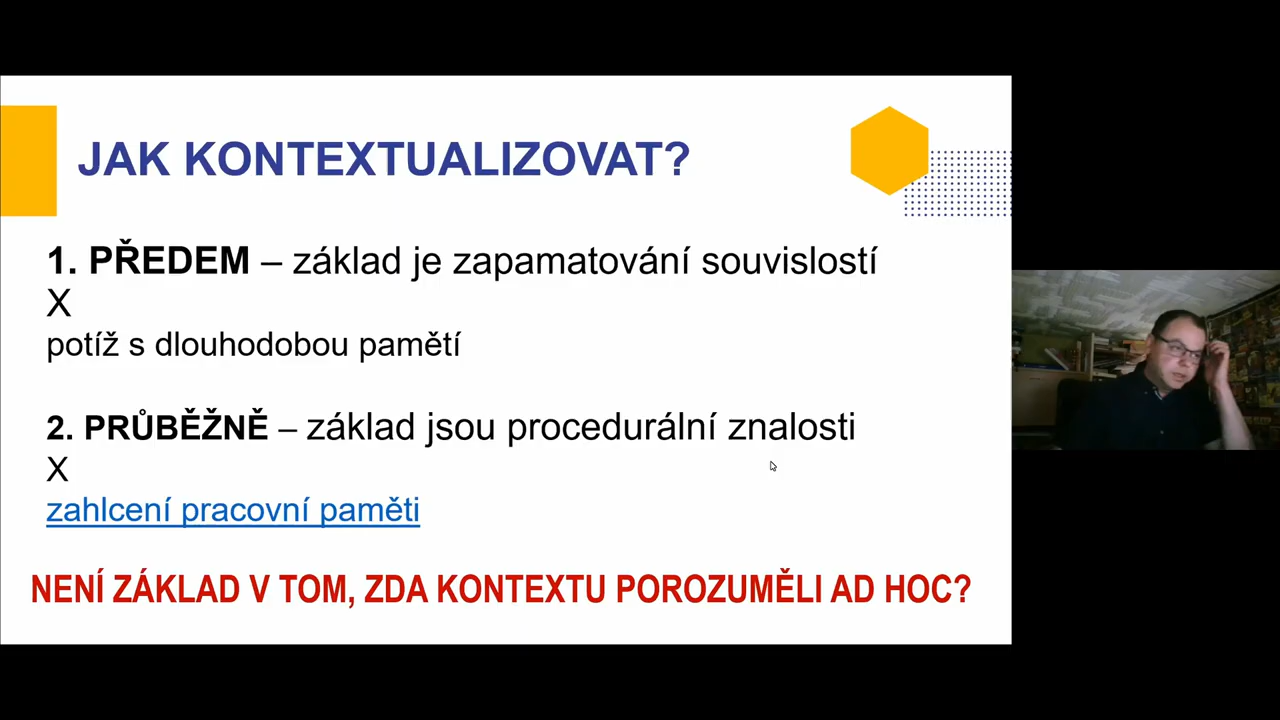 JAK KONTEXTUALIZOVAT?
1. PŘEDEM – základ je zapamatování souvislostí
X
potíž s dlouhodobou pamětí
2. PRŮBĚŽNĚ – základ jsou procedurální znalosti
X
zahlcení pracovní paměti
NENÍ ZÁKLAD V TOM, ZDA KONTEXTU POROZUMĚLI AD HOC?